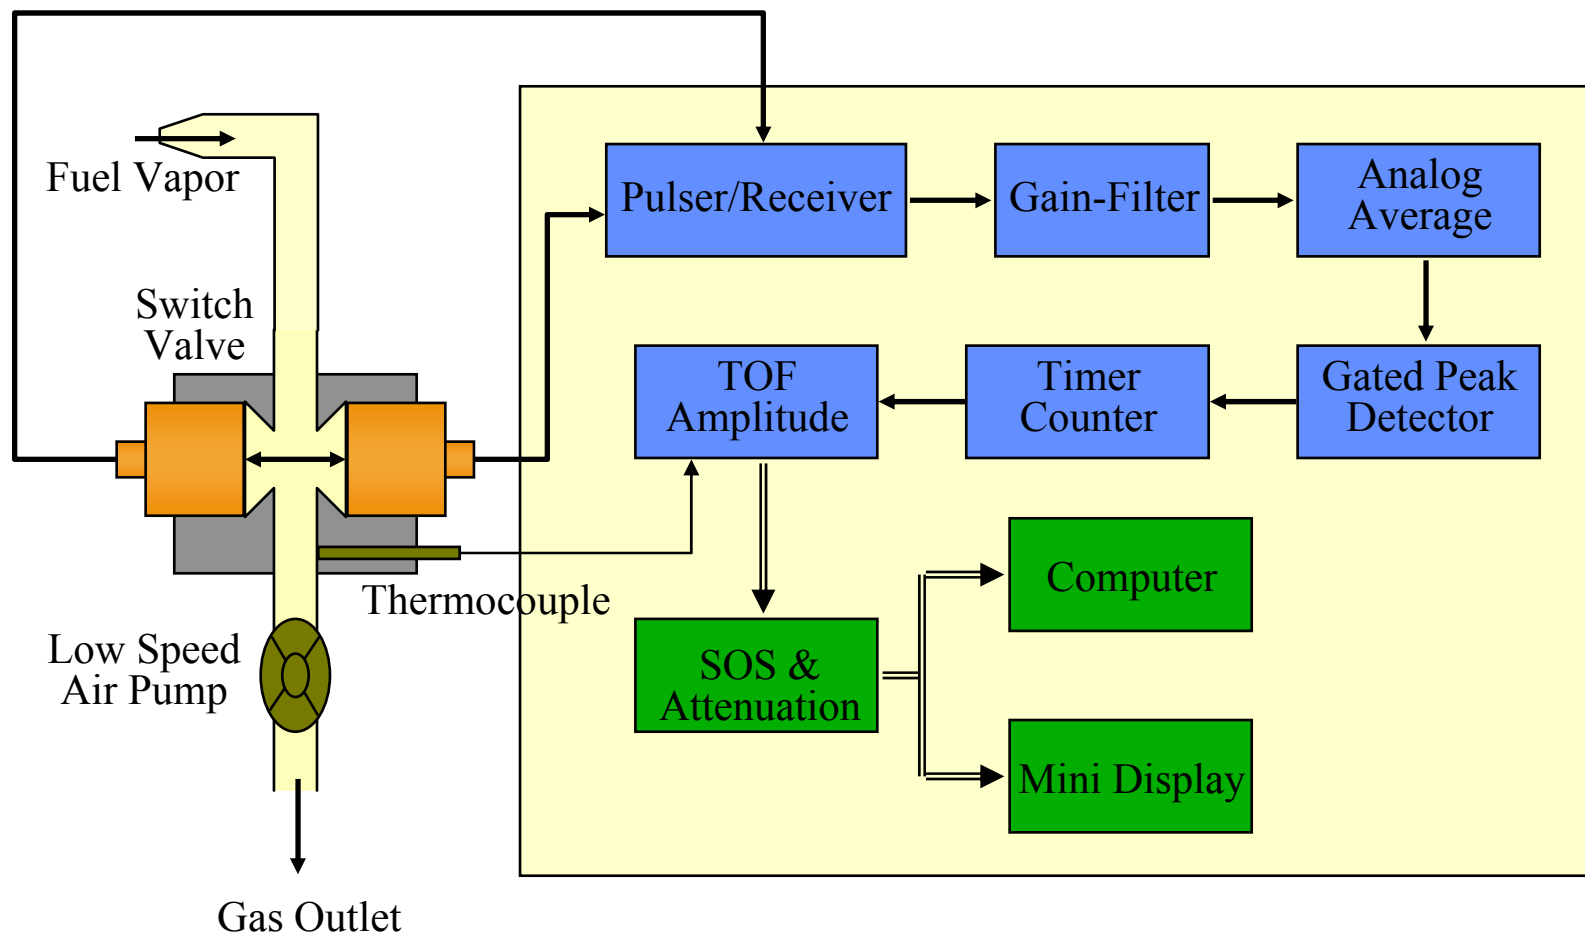 Fuel Vapor
Pulser/Receiver
Gain-Filter
Analog
Average
Switch
Valve
TOF
Amplitude
Timer
Counter
Gated Peak
Detector
Thermocouple
Computer
Low Speed
Air Pump
SOS &
Attenuation
Mini Display
Gas Outlet